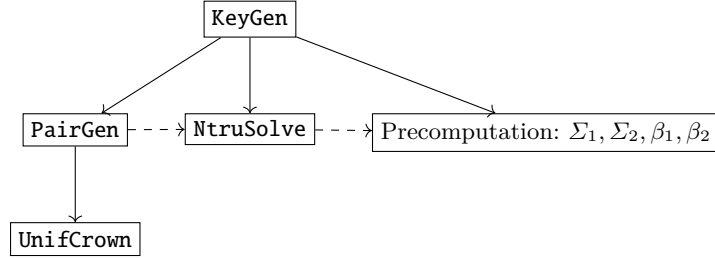 KeyGen
PairGen
NtruSolve
Precomputation: Σ₁, Σ₂, β₁, β₂
UnifCrown